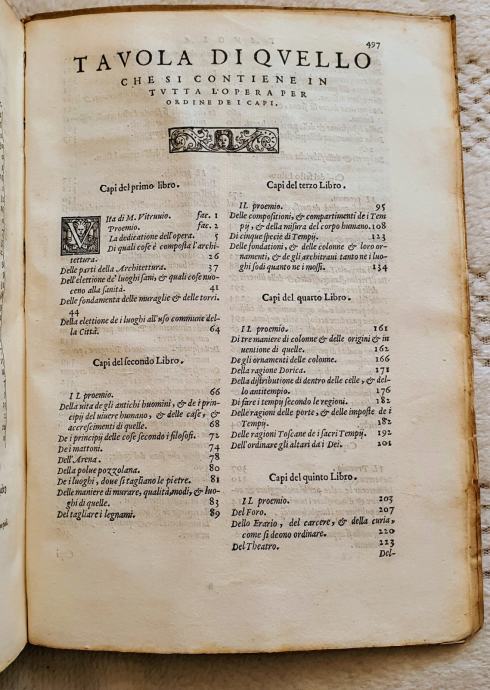 497
TAVOLA DI QVELLO
CHE SI CONTIENE IN
TVTTA L'OPERA PER
ORDINE DE I CAPI.
Capi del primo libro.
VIta di M. Vitruuio. fac. 1
Proemio. fac. 2
La dedicatione dell'opera. 5
Di quali cose è composta l'archi-
tettura. 26
Delle parti della Architettura. 37
Dell'elettione de' luoghi sani, & quali cose nuo-
ceno alla sanità. 41
Delle fondamenta delle muraglie & delle torri.
44
Della elettione de i luoghi all'uso commune del-
la Città. 64
Capi del secondo Libro.
IL proemio. 66
Della uita de gli antichi huomini, & de i prin-
cipij del uiuere humano, & delle case, &
accrescimenti di quelle. 68
De i principij delle cose secondo i filosofi. 72
De i mattoni. 74
Dell'Arena. 78
Della polue pozzolana. 80
De i luoghi, doue si tagliano le pietre. 81
Delle maniere di murare, qualità, modi, & luo-
ghi di quelle. 83
Del tagliare i legnami. 89
Capi del terzo Libro.
IL proemio. 95
Delle compositioni, & compartimenti de i Tem
pij, & della misura del corpo humano. 108
Di cinque specie di Tempij. 123
Delle fondationi, & delle colonne & loro or-
namenti, & de gli architrani tanto ne i luo-
ghi sodi quanto ne i mossi. 134
Capi del quarto Libro.
IL proemio. 161
Di tre maniere di colonne & delle origini & in
uentione di quelle. 162
De gli ornamenti delle colonne. 166
Della ragione Dorica. 171
Della distributione di dentro delle celle, & del-
lo antitempio. 176
Di fare i tempij secondo le regioni. 182
Delle ragioni delle porte, & delle imposte de i
Tempij. 182
Delle ragioni Toscane de i sacri Tempij. 192
Dell'ordinare gli altari da i Dei. 201
Capi del quinto Libro.
IL proemio. 203
Del Foro. 207
Dello Erario, del carcere, & della curia,
come si deono ordinare. 220
Del Theatro. 223
Del-